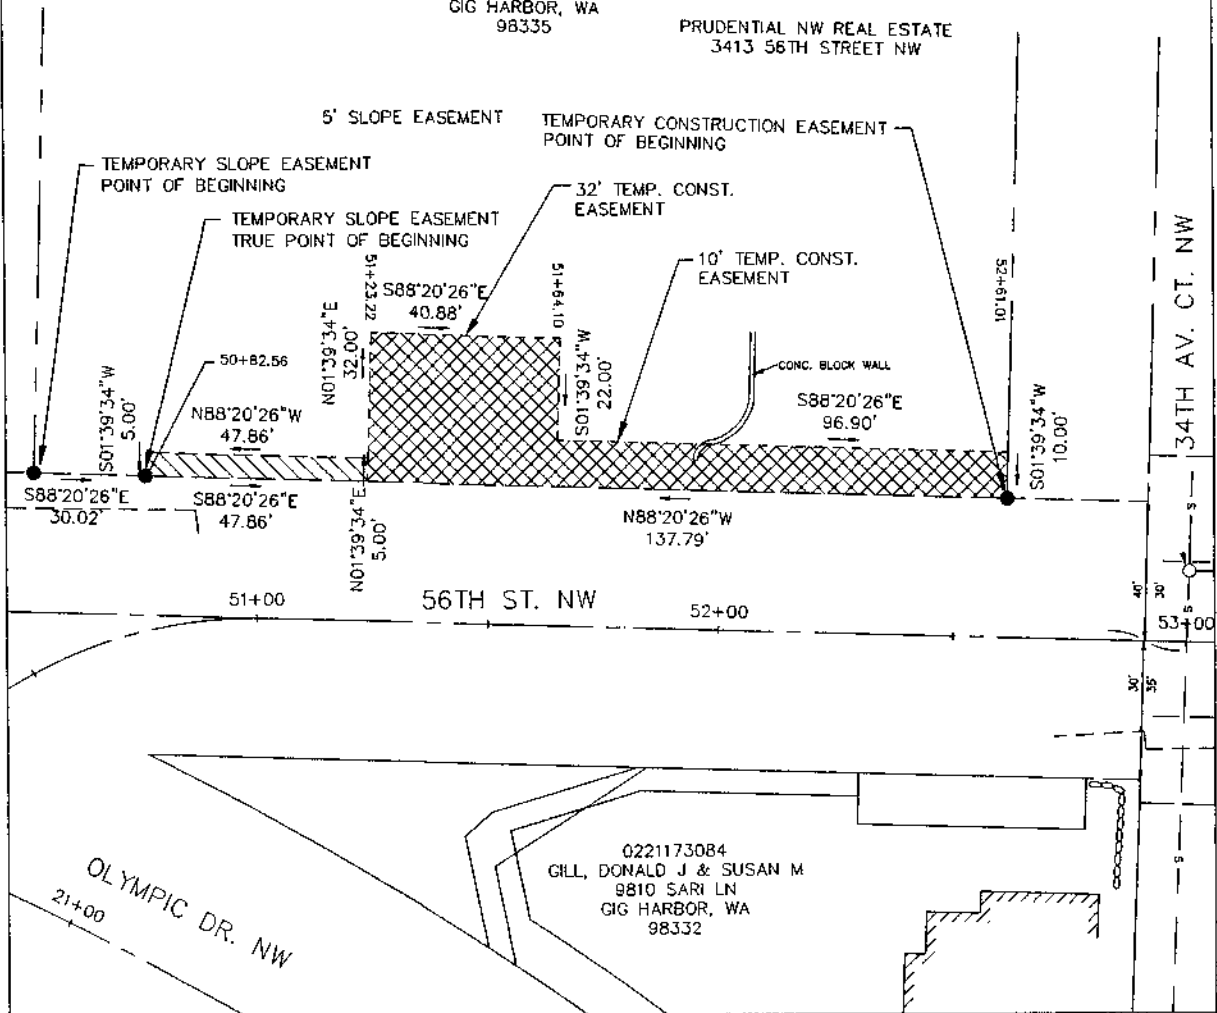 GIG HARBOR, WA
98335
PRUDENTIAL NW REAL ESTATE
3413 56TH STREET NW
5' SLOPE EASEMENT
TEMPORARY CONSTRUCTION EASEMENT
POINT OF BEGINNING
TEMPORARY SLOPE EASEMENT
POINT OF BEGINNING
32' TEMP. CONST.
EASEMENT
TEMPORARY SLOPE EASEMENT
TRUE POINT OF BEGINNING
10' TEMP. CONST.
EASEMENT
34TH AV. CT. NW
51+23.22
S88°20'26"E
40.88'
51+64.10
52+61.01
N01°39'34"E
32.00'
50+82.56
S01°39'34"W
22.00'
CONC. BLOCK WALL
S01°39'34"W
5.00'
N88°20'26"W
47.86'
S88°20'26"E
96.90'
S01°39'34"W
10.00'
S88°20'26"E
30.02'
S88°20'26"E
47.86'
N01°39'34"E
5.00'
N88°20'26"W
137.79'
S
51+00
56TH ST. NW
52+00
40'
30'
S
53+00
30'
35'
OLYMPIC DR. NW
21+00
0221173084
GILL, DONALD J & SUSAN M
9810 SARI LN
GIG HARBOR, WA
98332
S